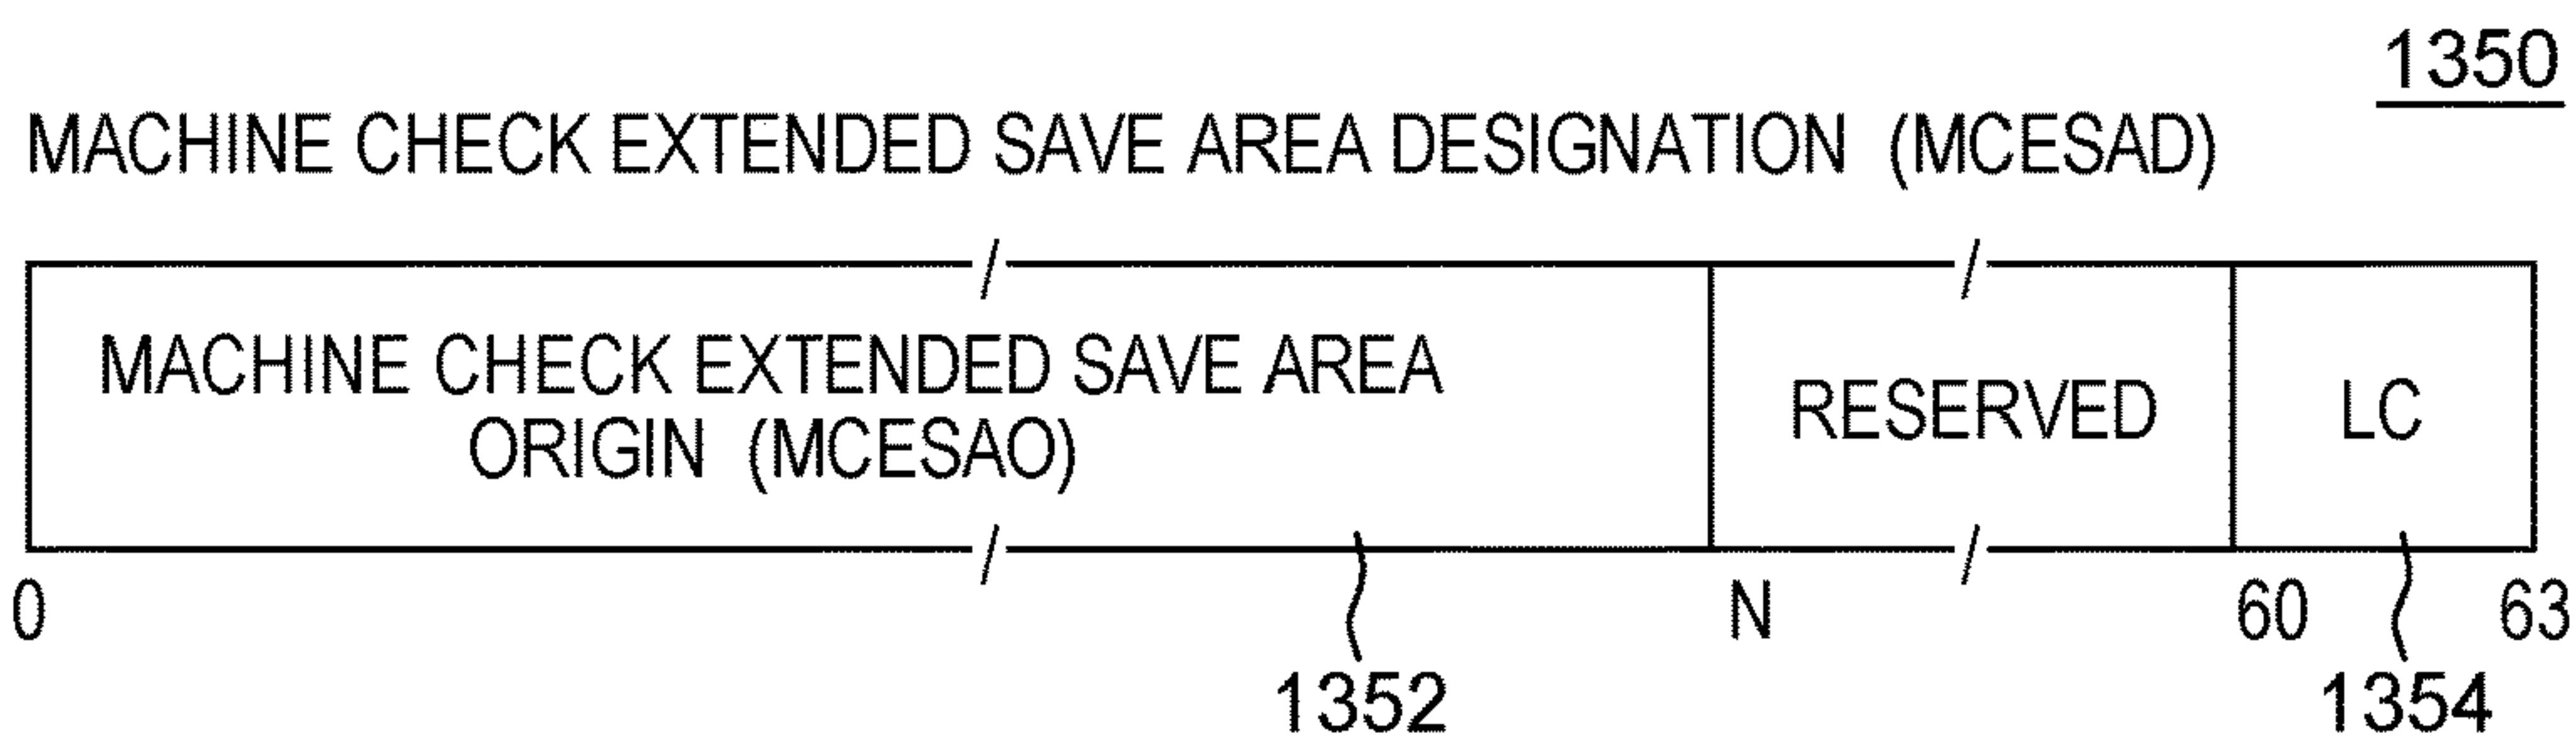 1350
MACHINE CHECK EXTENDED SAVE AREA DESIGNATION (MCESAD)
MACHINE CHECK EXTENDED SAVE AREA
ORIGIN (MCESAO)
RESERVED
LC
0
N
60
63
1352
1354